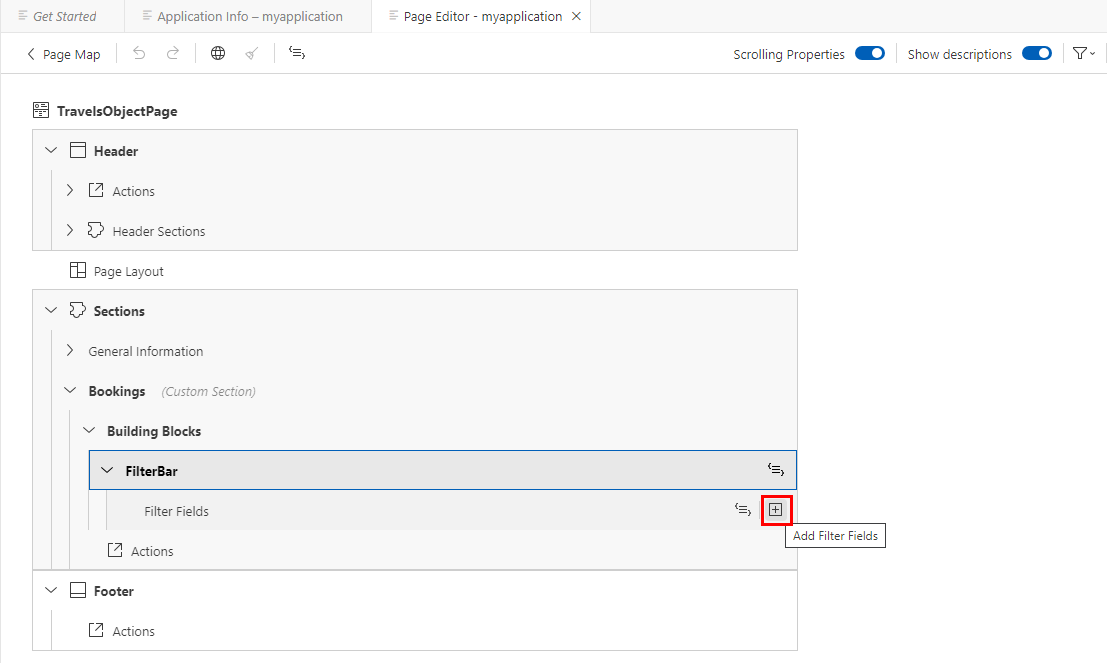 Get Started
Application Info – myapplication
Page Editor - myapplication
Page Map
Scrolling Properties
Show descriptions
TravelsObjectPage
Header
Actions
Header Sections
Page Layout
Sections
General Information
Bookings (Custom Section)
Building Blocks
FilterBar
Filter Fields
Add Filter Fields
Actions
Footer
Actions